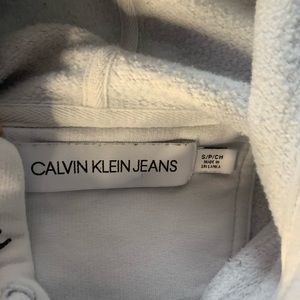 CALVIN KLEIN JEANS
S/P/CH
MADE IN
SRI LANKA